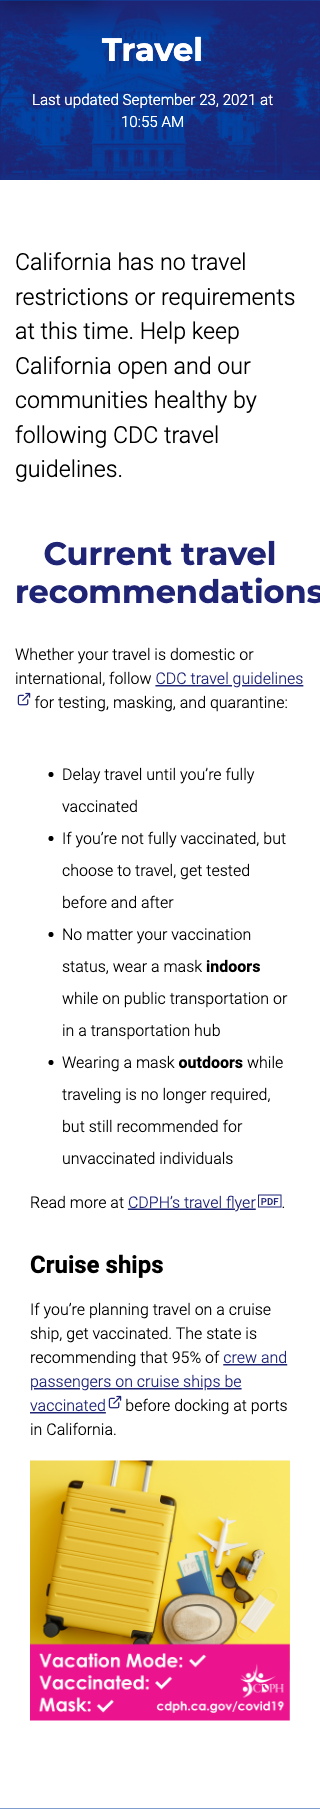 Travel
Last updated September 23, 2021 at
10:55 AM
California has no travel
restrictions or requirements
at this time. Help keep
California open and our
communities healthy by
following CDC travel
guidelines.
Current travel
recommendations
Whether your travel is domestic or
international, follow CDC travel guidelines
for testing, masking, and quarantine:
• Delay travel until you’re fully
vaccinated
• If you’re not fully vaccinated, but
choose to travel, get tested
before and after
• No matter your vaccination
status, wear a mask indoors
while on public transportation or
in a transportation hub
• Wearing a mask outdoors while
traveling is no longer required,
but still recommended for
unvaccinated individuals
Read more at CDPH’s travel flyer PDF.
Cruise ships
If you’re planning travel on a cruise
ship, get vaccinated. The state is
recommending that 95% of crew and
passengers on cruise ships be
vaccinated before docking at ports
in California.
Vacation Mode: ✓
Vaccinated: ✓
Mask: ✓
CDPH
cdph.ca.gov/covid19